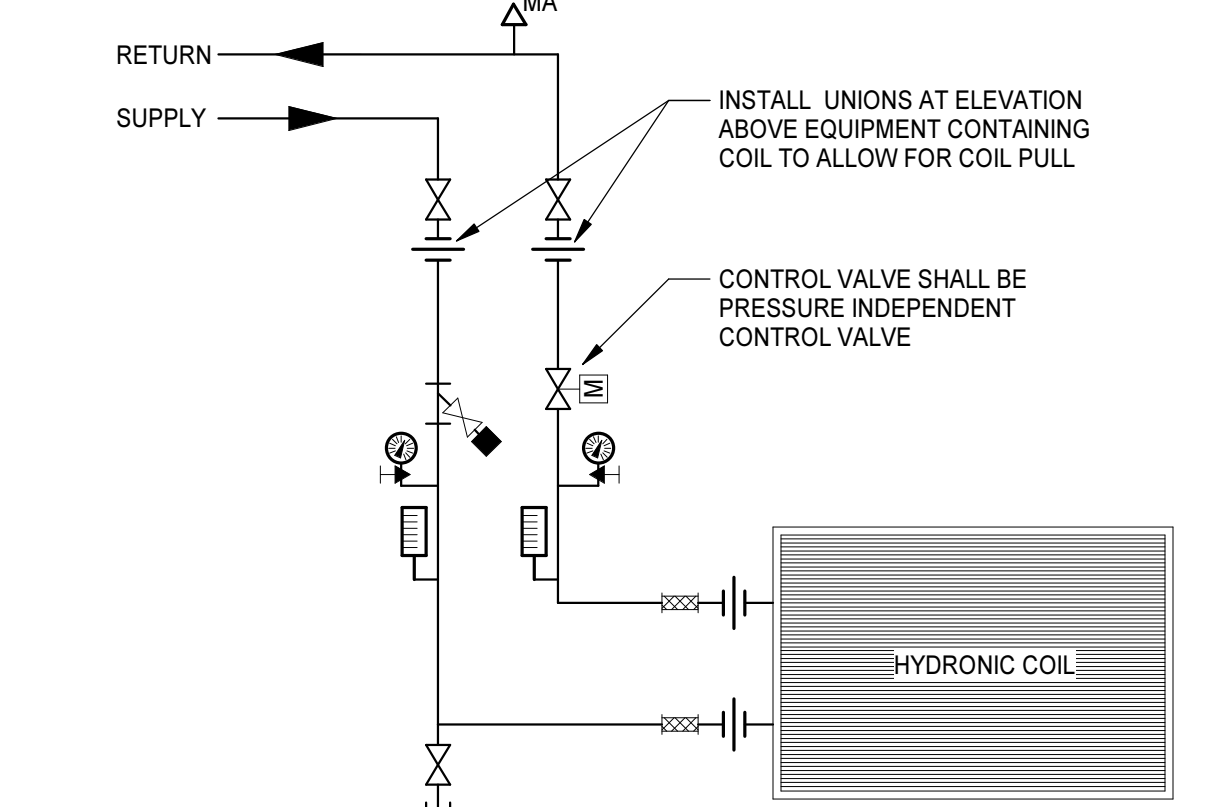 MA
RETURN
SUPPLY
INSTALL UNIONS AT ELEVATION
ABOVE EQUIPMENT CONTAINING
COIL TO ALLOW FOR COIL PULL
CONTROL VALVE SHALL BE
PRESSURE INDEPENDENT
CONTROL VALVE
M
HYDRONIC COIL